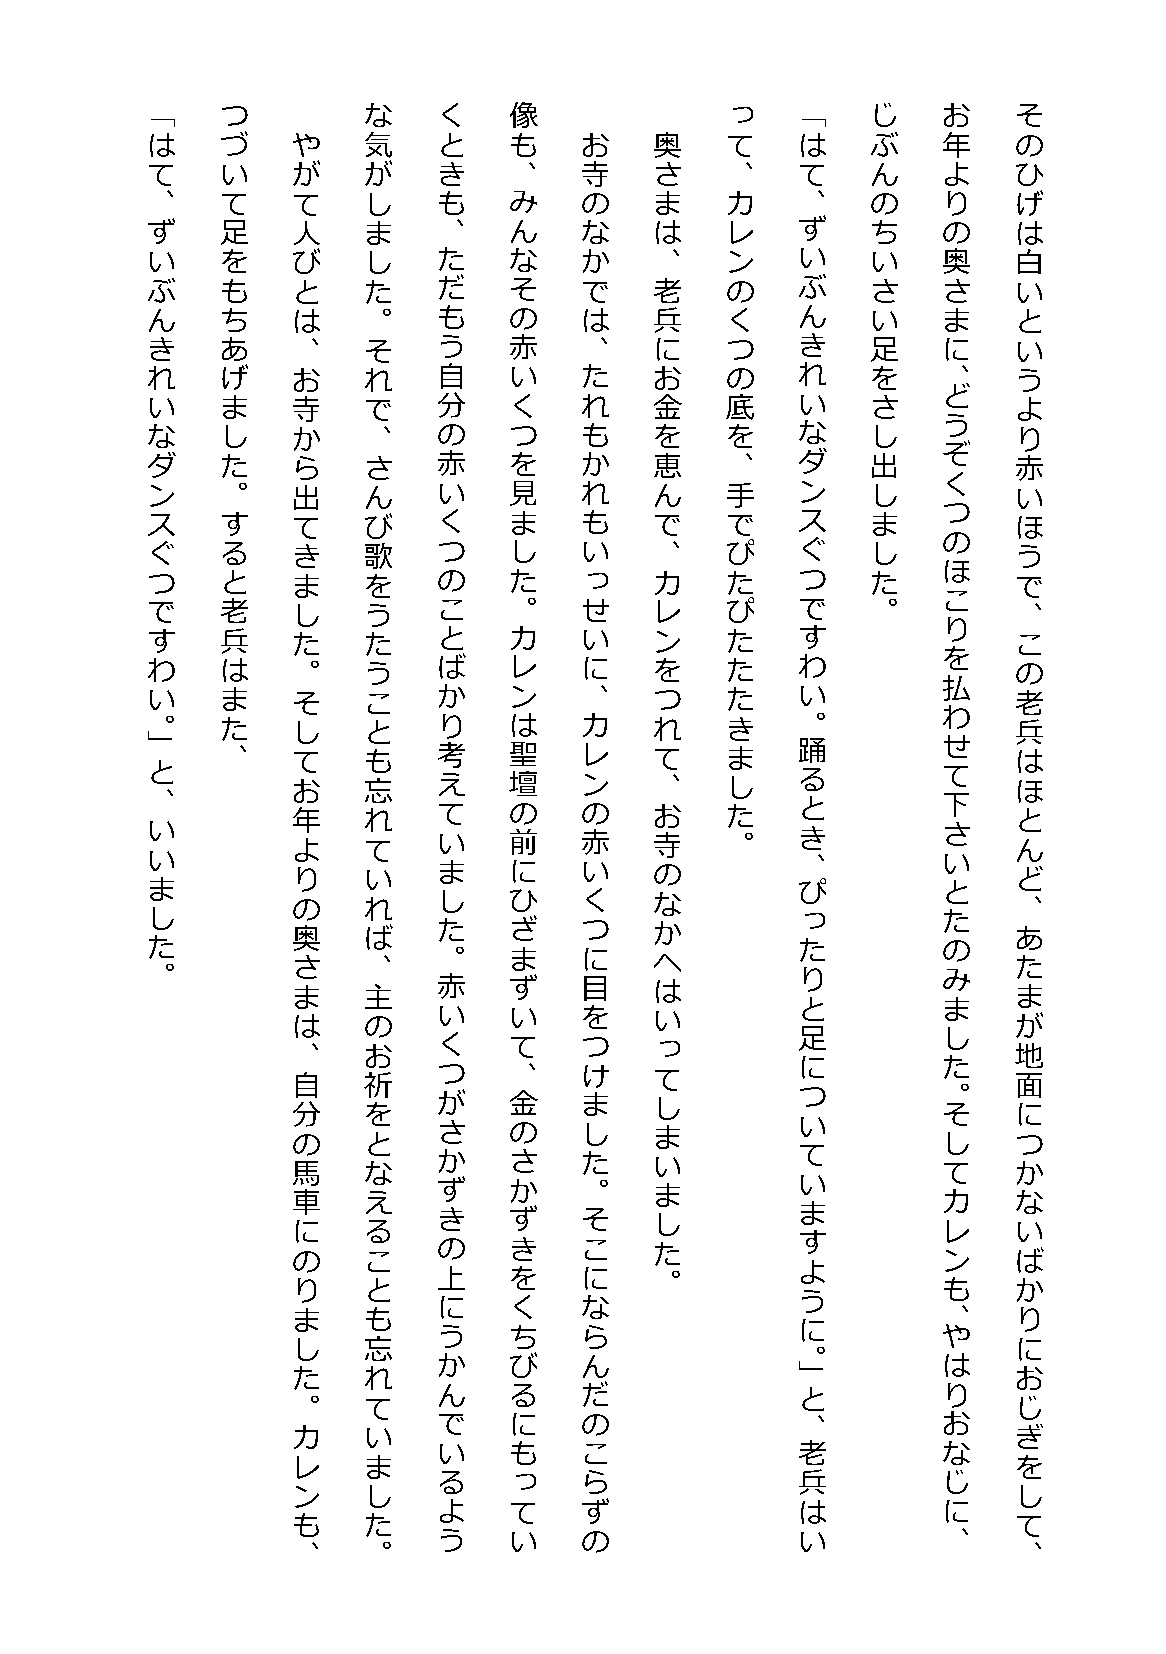 そのひげは白いというより赤いほうで、この老兵はほとんど、あたまが地面につかないばかりにおじぎをして、
お年よりの奥さまに、どうぞくつのほこりを払わせて下さいとたのみました。そしてカレンも、やはりおなじに、
じぶんのちいさい足をさし出しました。
「はて、ずいぶんきれいなダンスぐつですわい。踊るとき、ぴったりと足についていますように。」と、老兵はい
って、カレンのくつの底を、手でぴたぴたたたきました。
　奥さまは、老兵にお金を恵んで、カレンをつれて、お寺のなかへはいってしまいました。
　お寺のなかでは、たれもかれもいっせいに、カレンの赤いくつに目をつけました。そこにならんだのこらずの
像も、みんなその赤いくつを見ました。カレンは聖壇の前にひざまずいて、金のさかずきをくちびるにもってい
くときも、ただもう自分の赤いくつのことばかり考えていました。赤いくつがさかずきの上にうかんでいるよう
な気がしました。それで、さんび歌をうたうことも忘れていれば、主のお祈をとなえることも忘れていました。
　やがて人びとは、お寺から出てきました。そしてお年よりの奥さまは、自分の馬車にのりました。カレンも、
つづいて足をもちあげました。すると老兵はまた、
「はて、ずいぶんきれいなダンスぐつですわい。」と、いいました。